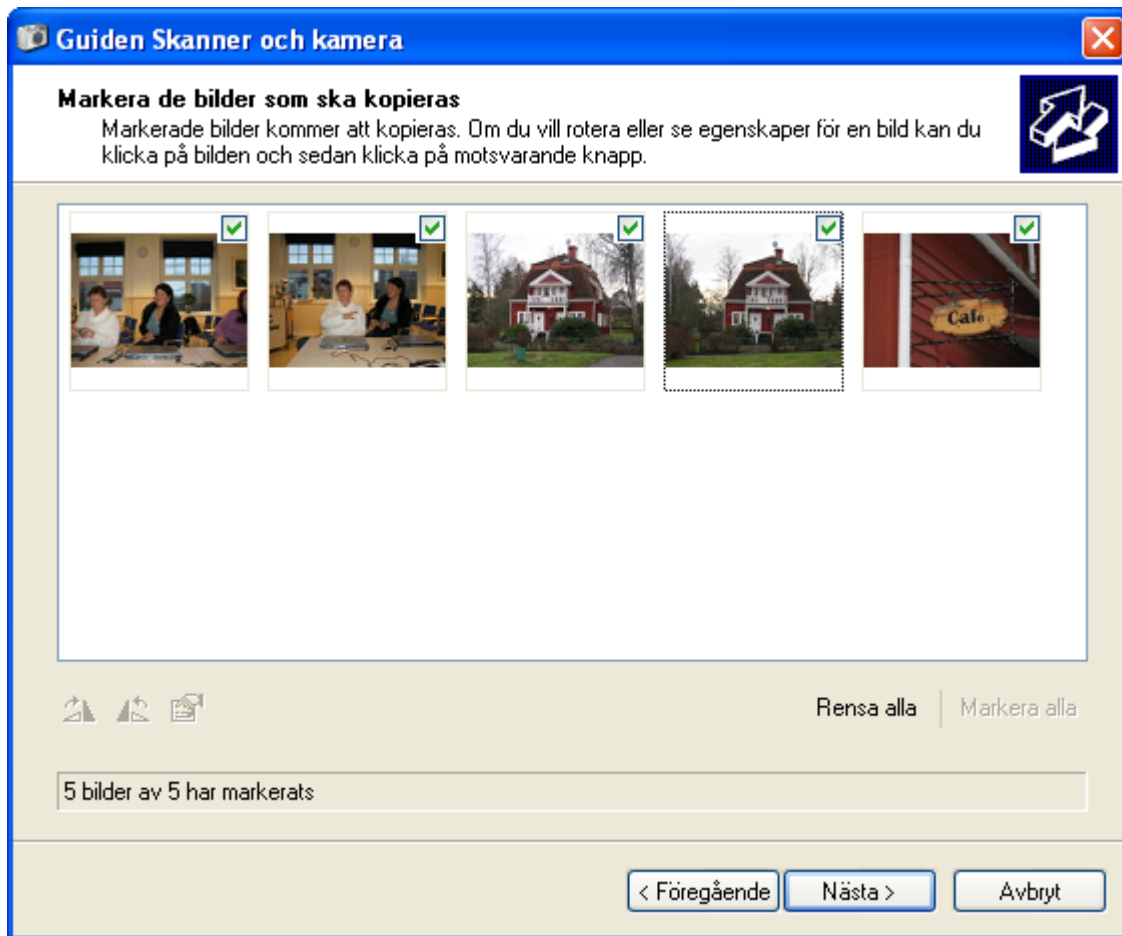 Guiden Skanner och kamera
Markera de bilder som ska kopieras
Markerade bilder kommer att kopieras. Om du vill rotera eller se egenskaper för en bild kan du
klicka på bilden och sedan klicka på motsvarande knapp.
Café
Rensa alla
Markera alla
5 bilder av 5 har markerats
< Föregående
Nästa >
Avbryt